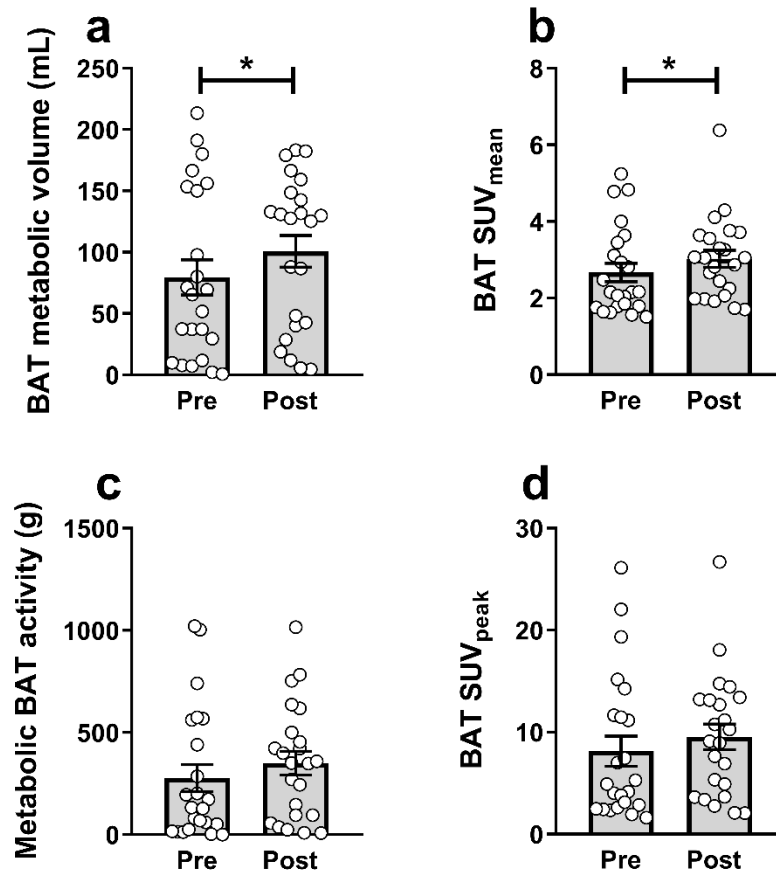 a
BAT metabolic volume (mL)
250
200
150
100
50
0
*
Pre Post
b
BAT SUVmean
8
6
4
2
0
*
Pre Post
c
Metabolic BAT activity (g)
1500
1000
500
0
Pre Post
d
BAT SUVpeak
30
20
10
0
Pre Post